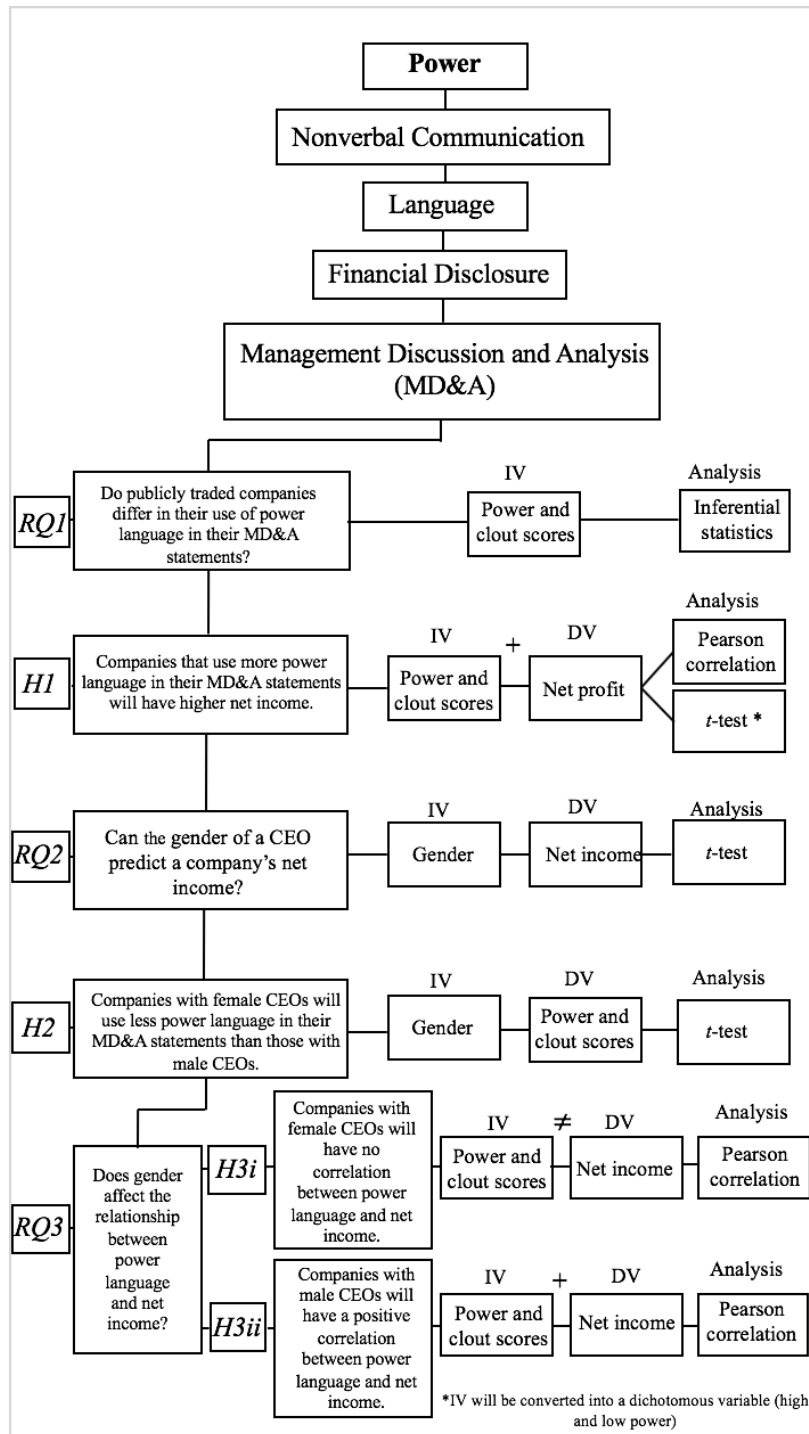 Power
Nonverbal Communication
Language
Financial Disclosure
Management Discussion and Analysis
(MD&A)
RQ1
Do publicly traded companies
differ in their use of power
language in their MD&A
statements?
IV
Power and
clout scores
Analysis
Inferential
statistics
H1
Companies that use more power
language in their MD&A statements
will have higher net income.
IV
Power and
clout scores
+
DV
Net profit
Analysis
Pearson
correlation
t-test *
RQ2
Can the gender of a CEO
predict a company’s net
income?
IV
Gender
DV
Net income
Analysis
t-test
H2
Companies with female CEOs will
use less power language in their
MD&A statements than those with
male CEOs.
IV
Gender
DV
Power and
clout scores
Analysis
t-test
RQ3
Does gender
affect the
relationship
between
power
language
and net
income?
H3i
Companies with
female CEOs will
have no
correlation
between power
language and net
income.
IV
Power and
clout scores
≠
DV
Net income
Analysis
Pearson
correlation
H3ii
Companies with
male CEOs will
have a positive
correlation
between power
language and net
income.
IV
Power and
clout scores
+
DV
Net income
Analysis
Pearson
correlation
*IV will be converted into a dichotomous variable (high
and low power)